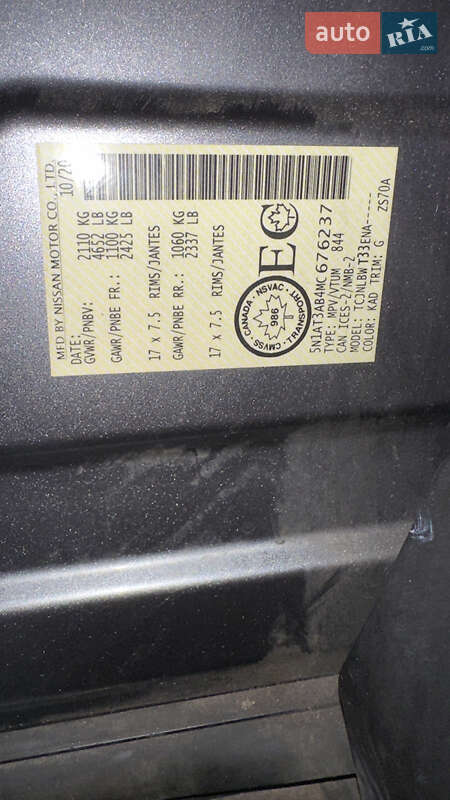 auto RIA .com
MFD BY NISSAN MOTOR CO., LTD.
DATE: 10/20
GVWR/PNBV: 2110 KG
4652 LB
GAWR/PNBE FR.: 1100 KG
2425 LB
17 x 7.5 RIMS/JANTES
GAWR/PNBE RR.: 1060 KG
2337 LB
17 X 7.5 RIMS/JANTES
CANADA · NSVAC · TRANSPORT · CMVSS
986
EC
5N1AT3AB4MC676237
TYPE: MPV/VTUM 844
CAN ICES-2/NMB-2
MODEL: TCJNLBWT33ENA-----
COLOR: KAD TRIM: G ZS70A